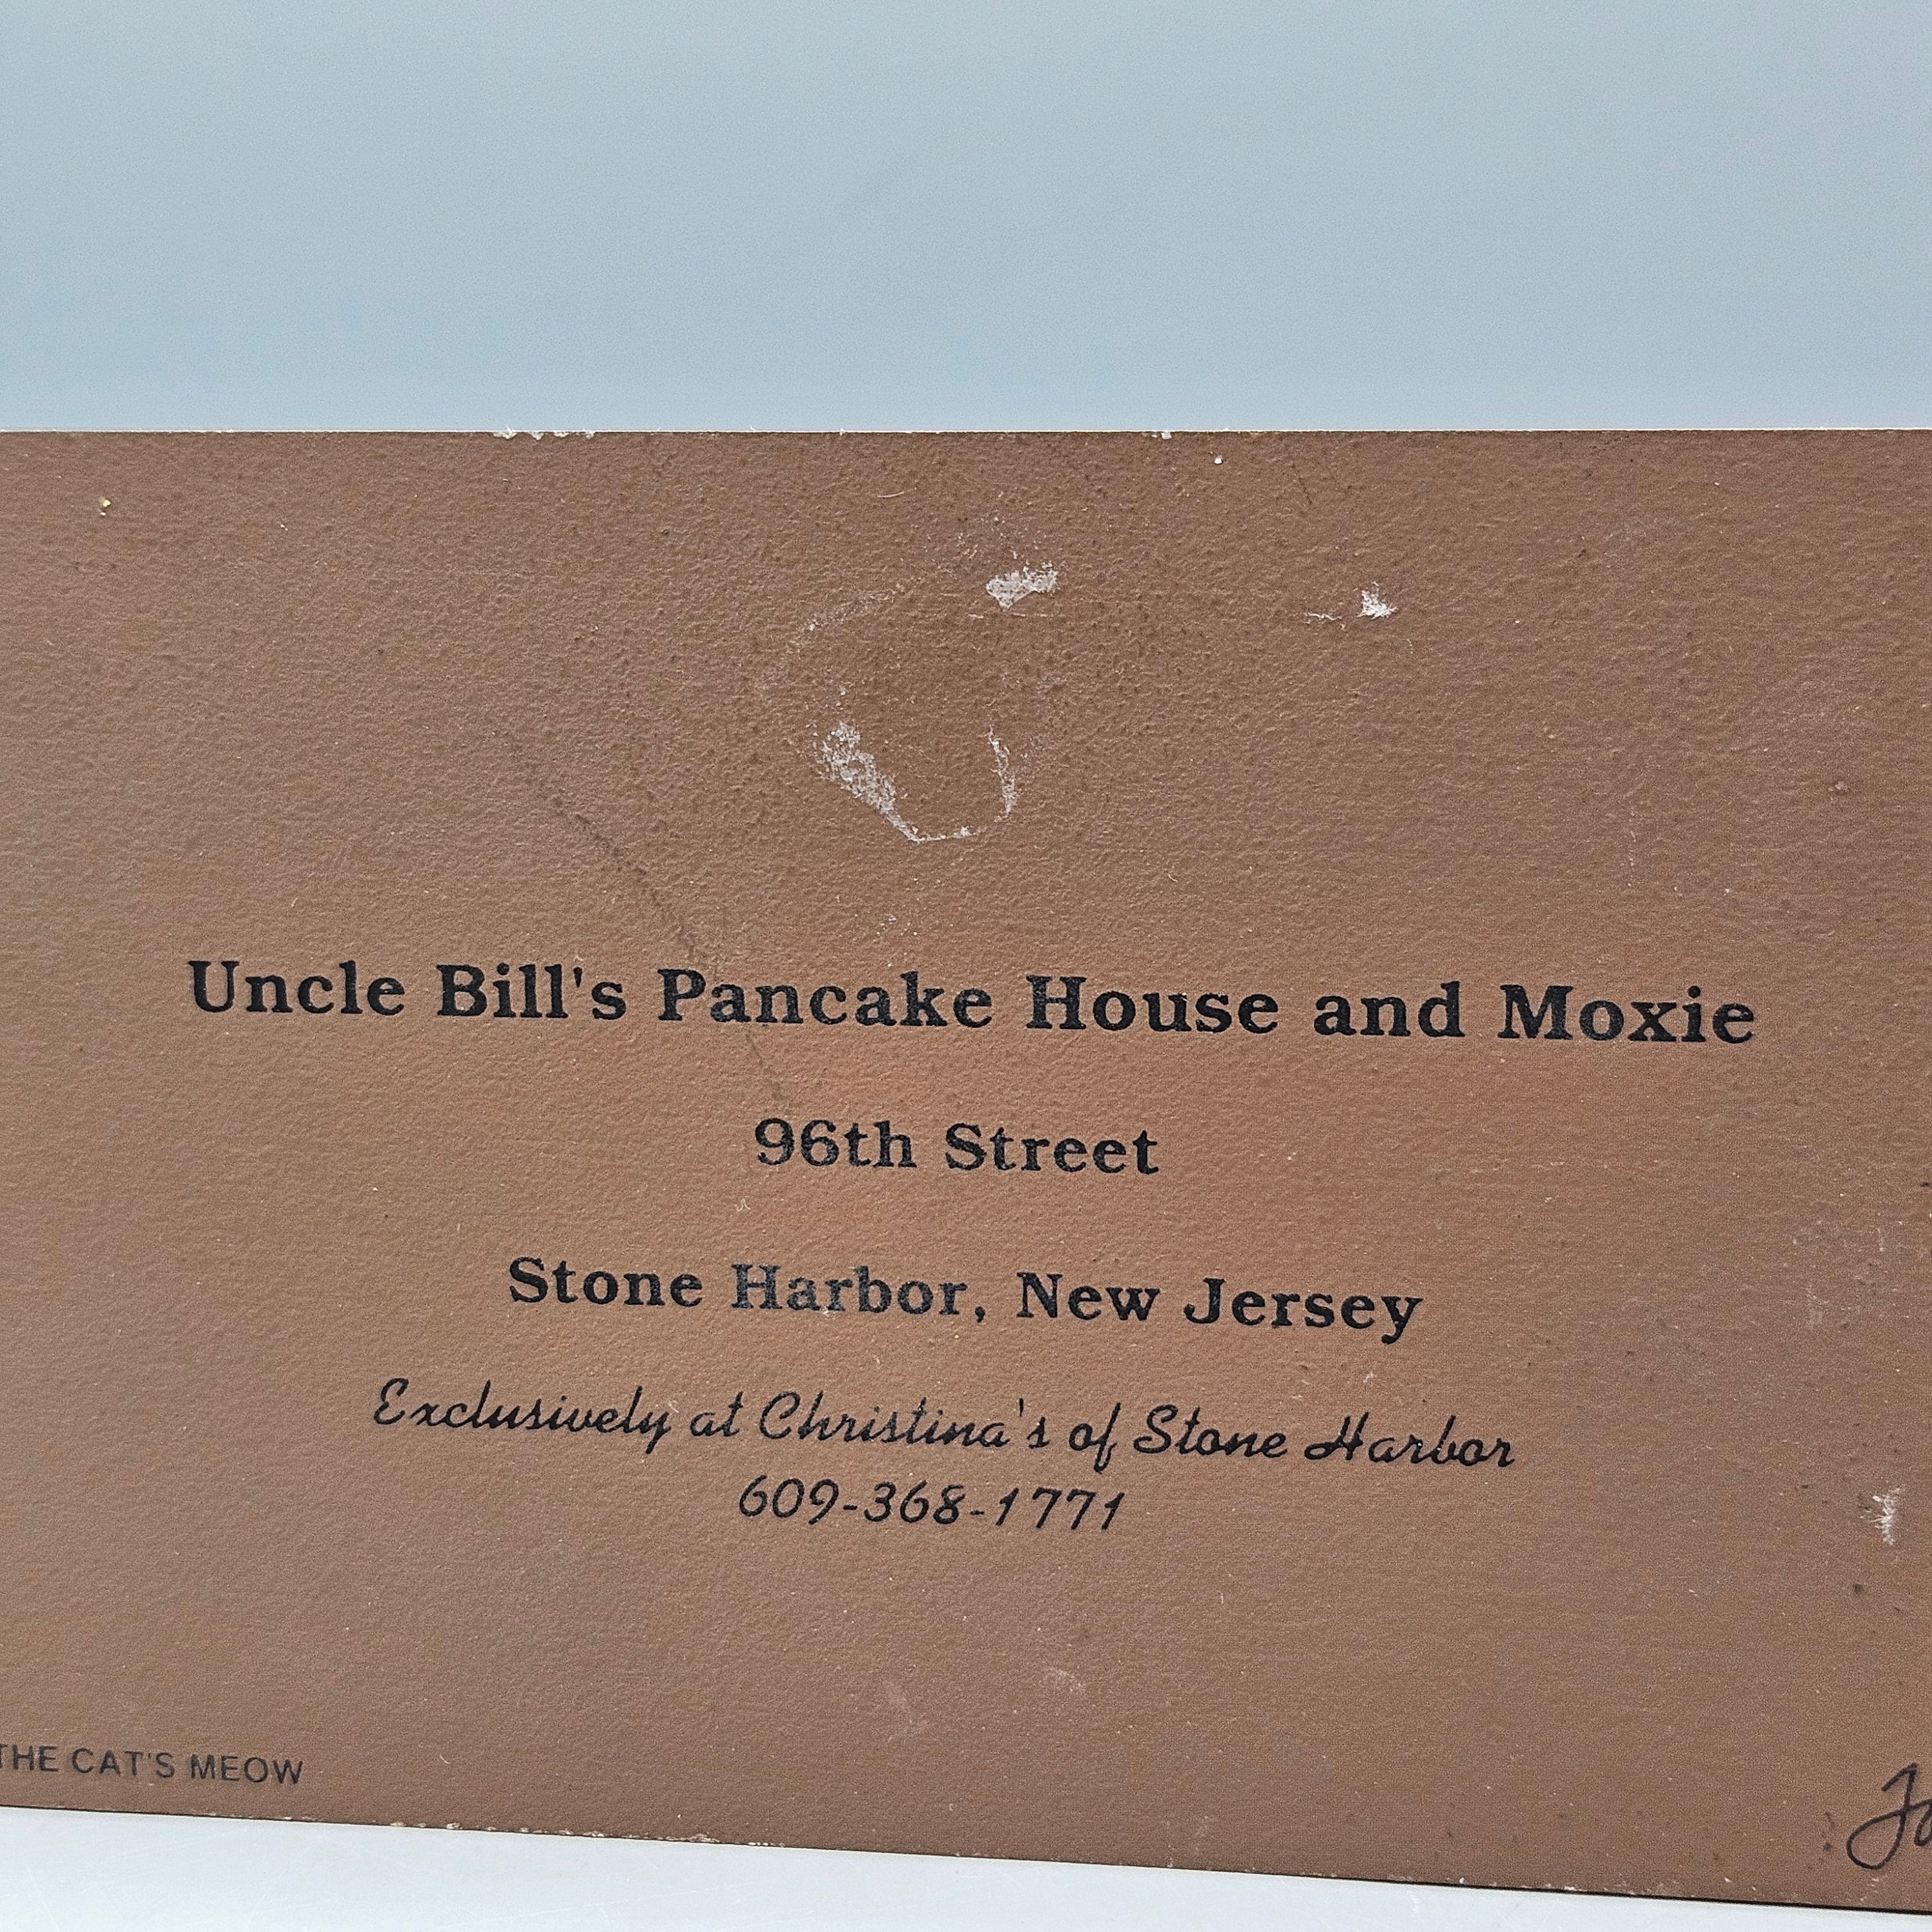 Uncle Bill's Pancake House and Moxie
96th Street
Stone Harbor, New Jersey
Exclusively at Christina's of Stone Harbor
609-368-1771
THE CAT'S MEOW